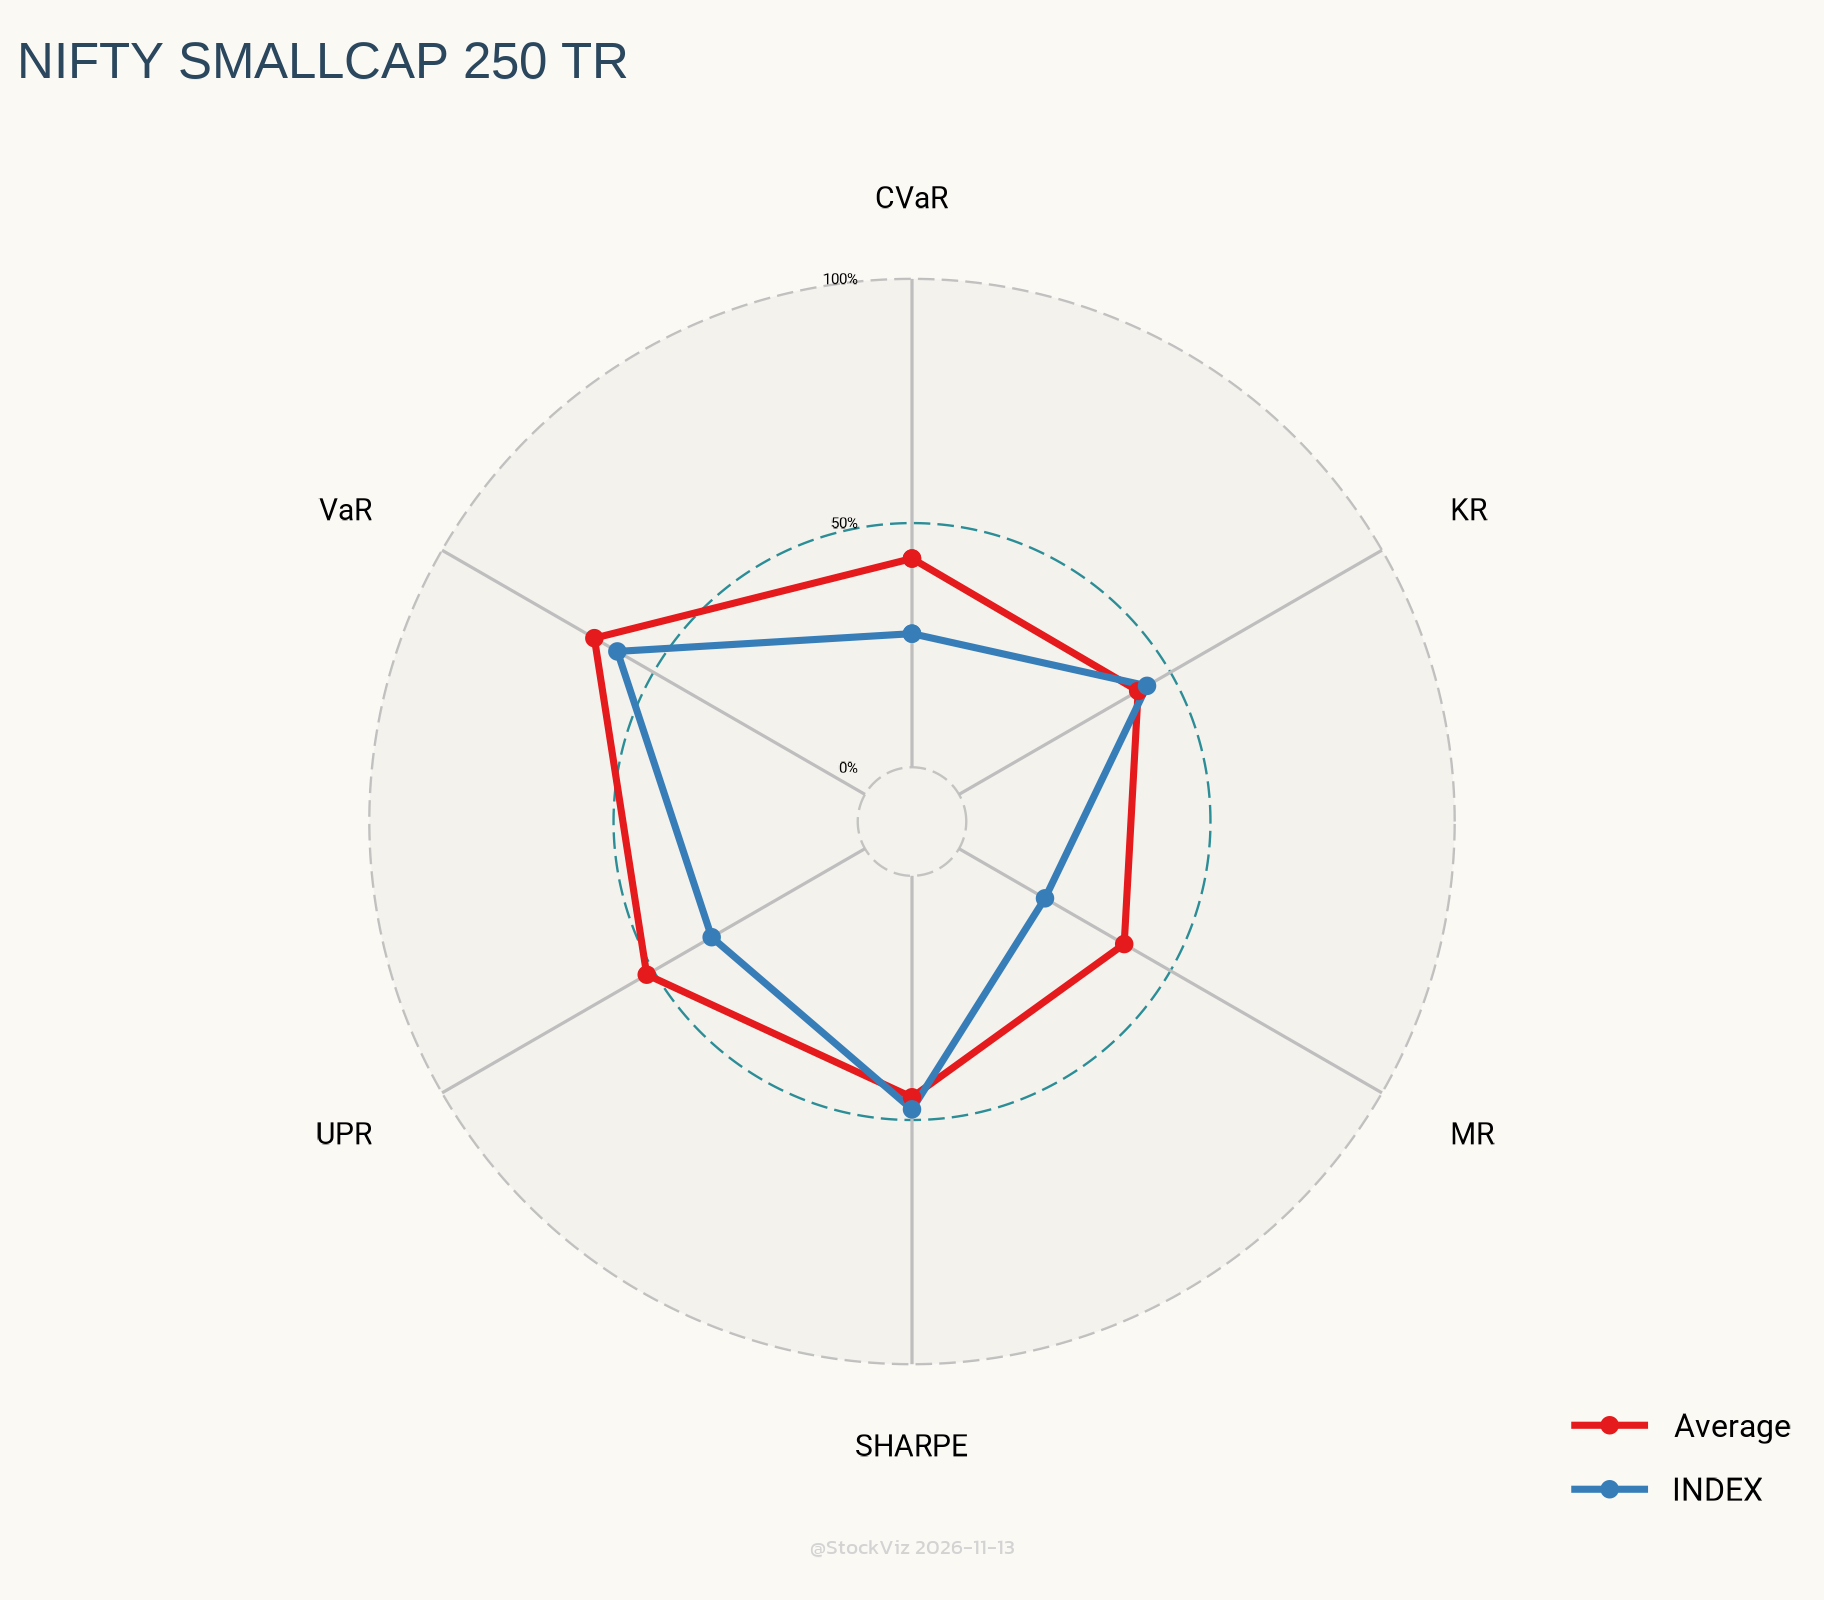 NIFTY SMALLCAP 250 TR
CVaR
100%
VaR
KR
50%
0%
UPR
MR
SHARPE
Average
INDEX
@StockViz 2026-11-13